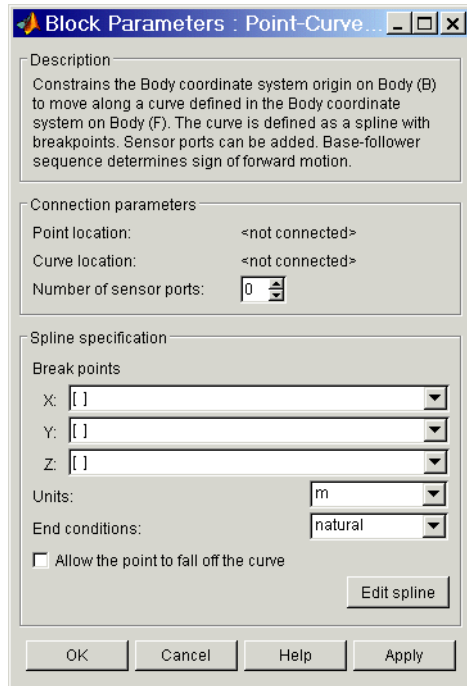 Block Parameters : Point-Curve...
Description
Constrains the Body coordinate system origin on Body (B)
to move along a curve defined in the Body coordinate
system on Body (F). The curve is defined as a spline with
breakpoints. Sensor ports can be added. Base-follower
sequence determines sign of forward motion.
Connection parameters
Point location: <not connected>
Curve location: <not connected>
Number of sensor ports: 0
Spline specification
Break points
X: [ ]
Y: [ ]
Z: [ ]
Units: m
End conditions: natural
Allow the point to fall off the curve
Edit spline
OK Cancel Help Apply